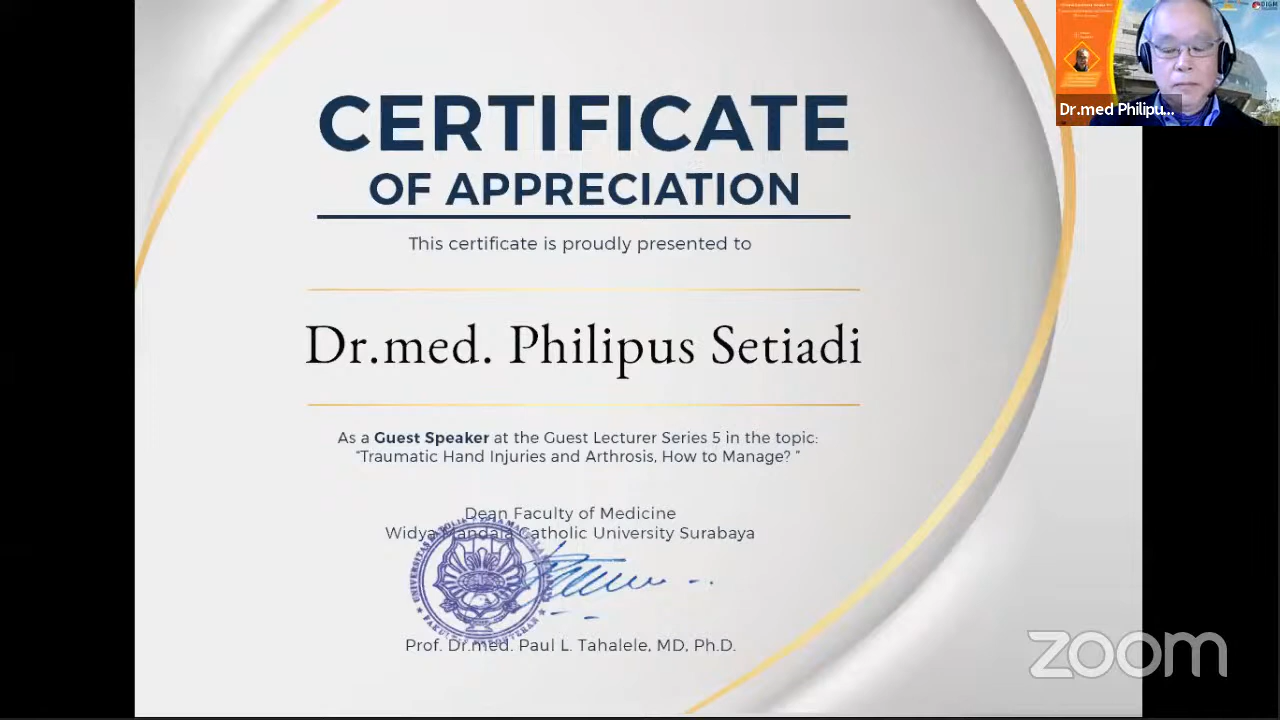 CERTIFICATE
OF APPRECIATION
This certificate is proudly presented to
Dr.med. Philipus Setiadi
As a Guest Speaker at the Guest Lecturer Series 5 in the topic:
“Traumatic Hand Injuries and Arthrosis, How to Manage? ”
Dean Faculty of Medicine
Widya Mandala Catholic University Surabaya
Prof. Dr.med. Paul L. Tahalele, MD, Ph.D.
Dr.med Philipu...
zoom